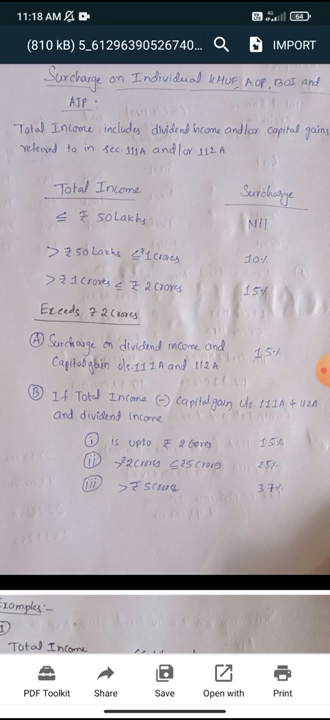 11:18 AM
64
(810 kB) 5_61296390526740...
IMPORT
Surcharge on Individual & HUF, AOP, BOI and
AJP.
Total Income includes dividend income and/or capital gains
referred to in sec. 111A and/or 112A
Total Income Surcharge
≤ ₹ 50 Lakhs Nil
> ₹ 50 Lakhs ≤ ₹ 1 crores 10%
> ₹ 1 crores ≤ ₹ 2 crores 15%
Exceeds ₹ 2 crores
(A) Surcharge on dividend income and 15%
Capital gain u/s. 111A and 112A
(B) If Total Income (-) Capital gain u/s. 111A + 112A
and dividend Income
(i) is upto ₹ 2 crores 15%
(ii) >₹ 2 crores ≤ ₹ 5 crores 25%
(iii) > ₹ 5 crore 37%
Examples:-
1)
Total Income
PDF Toolkit Share Save Open with Print